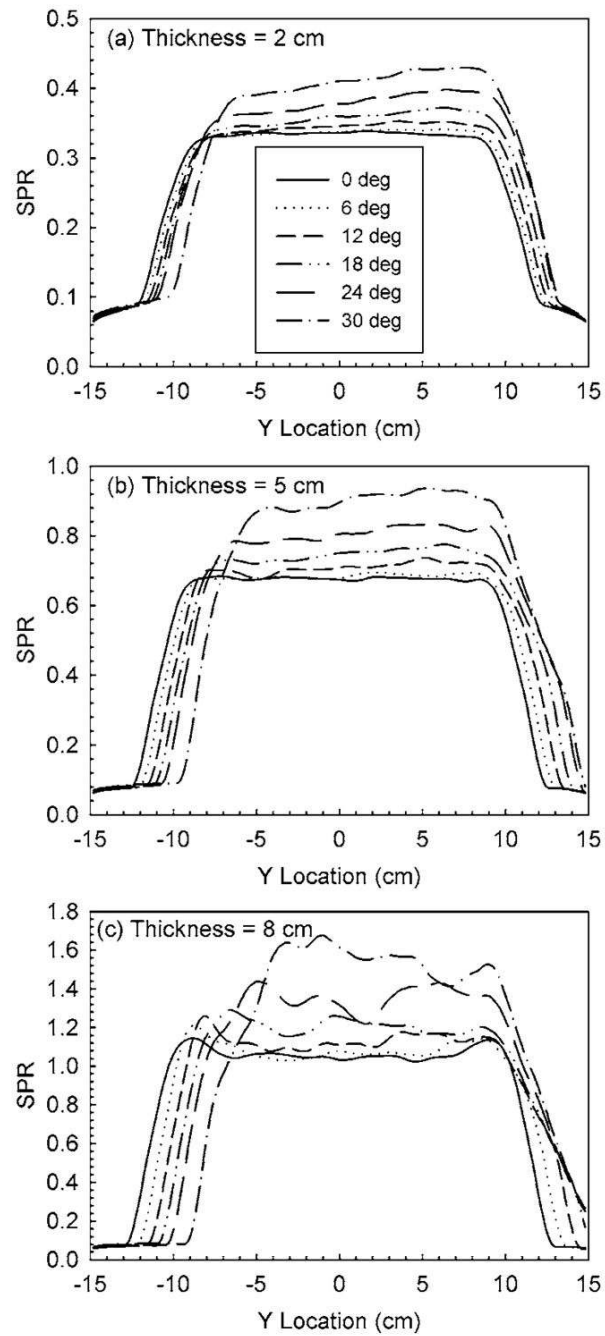 (a) Thickness = 2 cm
0.5
0.4
0.3
0.2
0.1
0.0
SPR
0 deg
6 deg
12 deg
18 deg
24 deg
30 deg
-15 -10 -5 0 5 10 15
Y Location (cm)
(b) Thickness = 5 cm
1.0
0.8
0.6
0.4
0.2
0.0
SPR
-15 -10 -5 0 5 10 15
Y Location (cm)
(c) Thickness = 8 cm
1.8
1.6
1.4
1.2
1.0
0.8
0.6
0.4
0.2
0.0
SPR
-15 -10 -5 0 5 10 15
Y Location (cm)